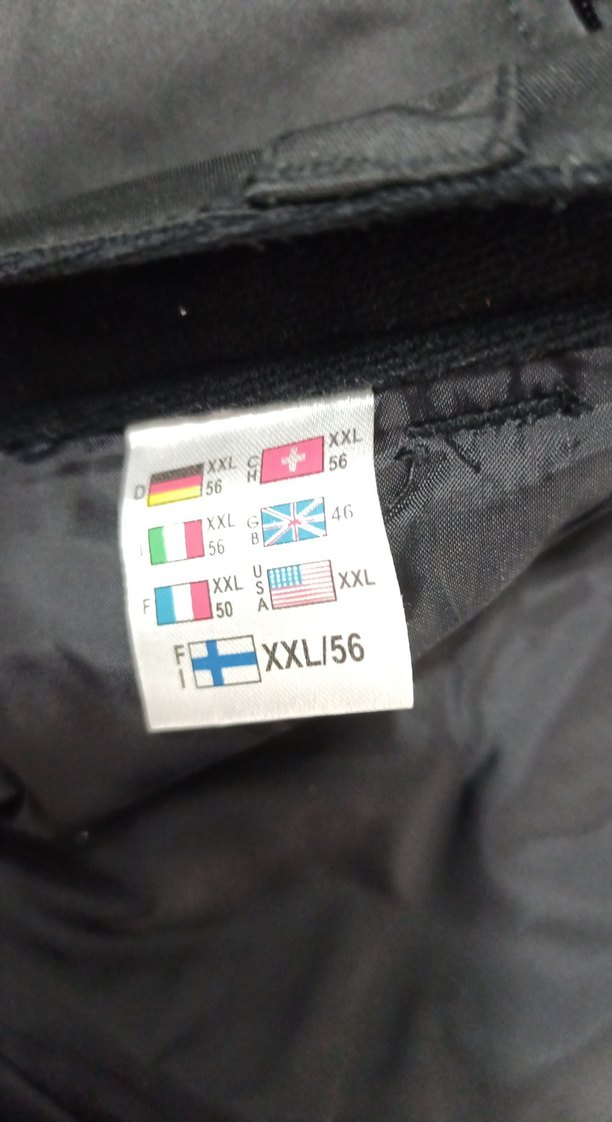 D XXL 56 CH XXL 56
I XXL 56 GB 46
F XXL 50 USA XXL
FI XXL/56